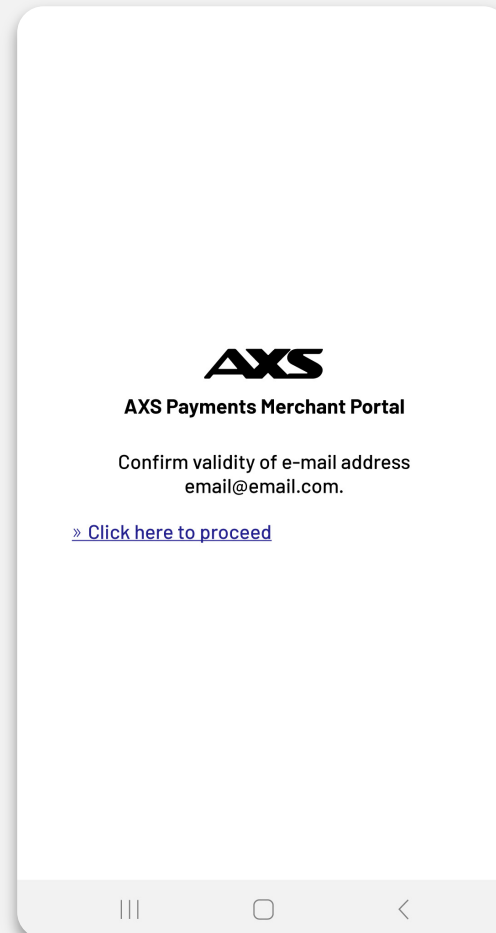 AXS
AXS Payments Merchant Portal
Confirm validity of e-mail address
email@email.com.
» Click here to proceed